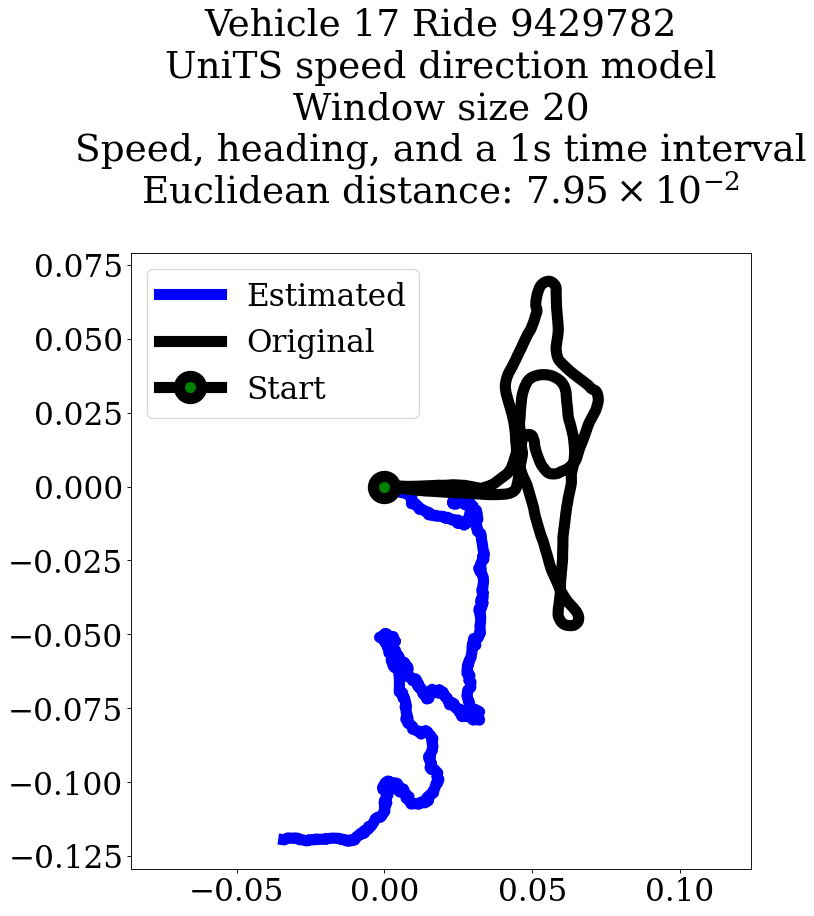 Vehicle 17 Ride 9429782
UniTS speed direction model
Window size 20
Speed, heading, and a 1s time interval
Euclidean distance: 7.95 × 10⁻²
0.075
0.050
0.025
0.000
−0.025
−0.050
−0.075
−0.100
−0.125
Estimated
Original
Start
−0.05 0.00 0.05 0.10